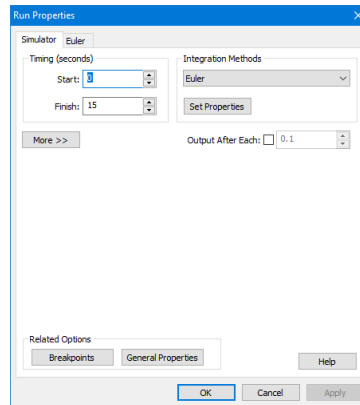 Run Properties
Simulator Euler
Timing (seconds) Integration Methods
Start: 0 Euler
Finish: 15 Set Properties
More >> Output After Each: 0.1
Related Options
Breakpoints General Properties Help
OK Cancel Apply